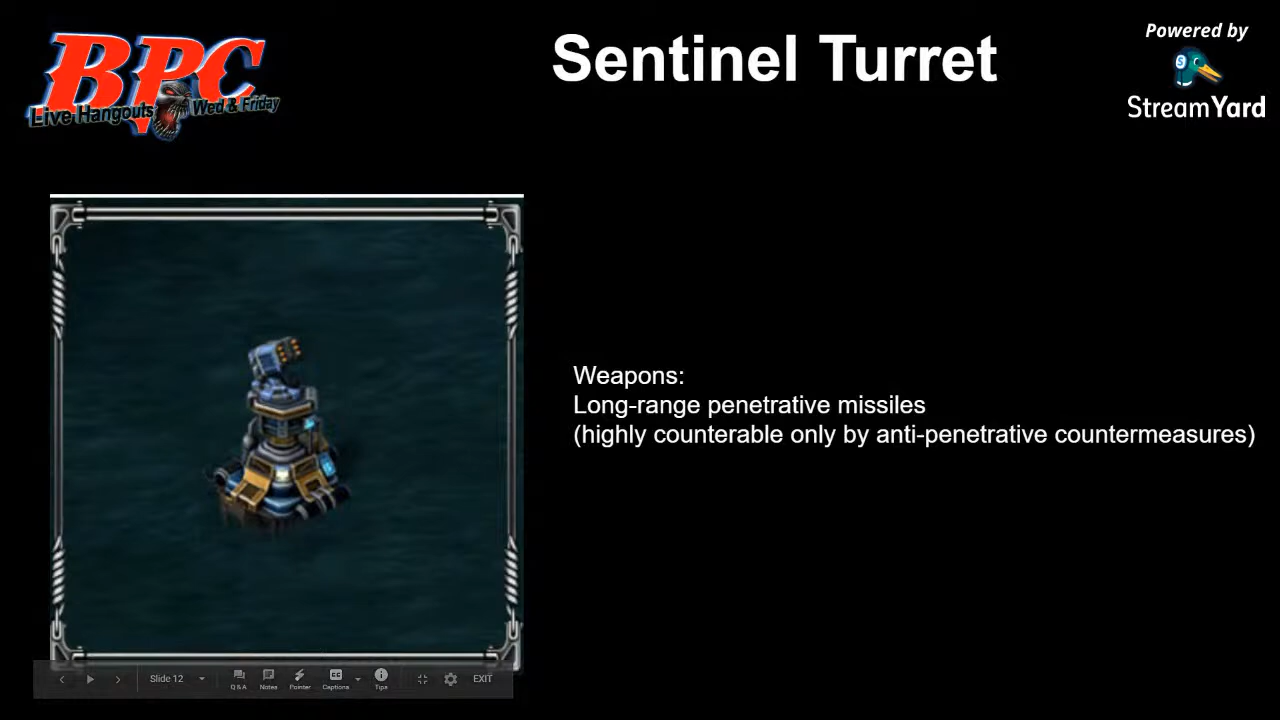 BPC
Live Hangouts Wed & Friday
Sentinel Turret
Powered by
StreamYard
Weapons:
Long-range penetrative missiles
(highly counterable only by anti-penetrative countermeasures)
Slide 12
Q&A Notes Pointer Captions Tips
EXIT